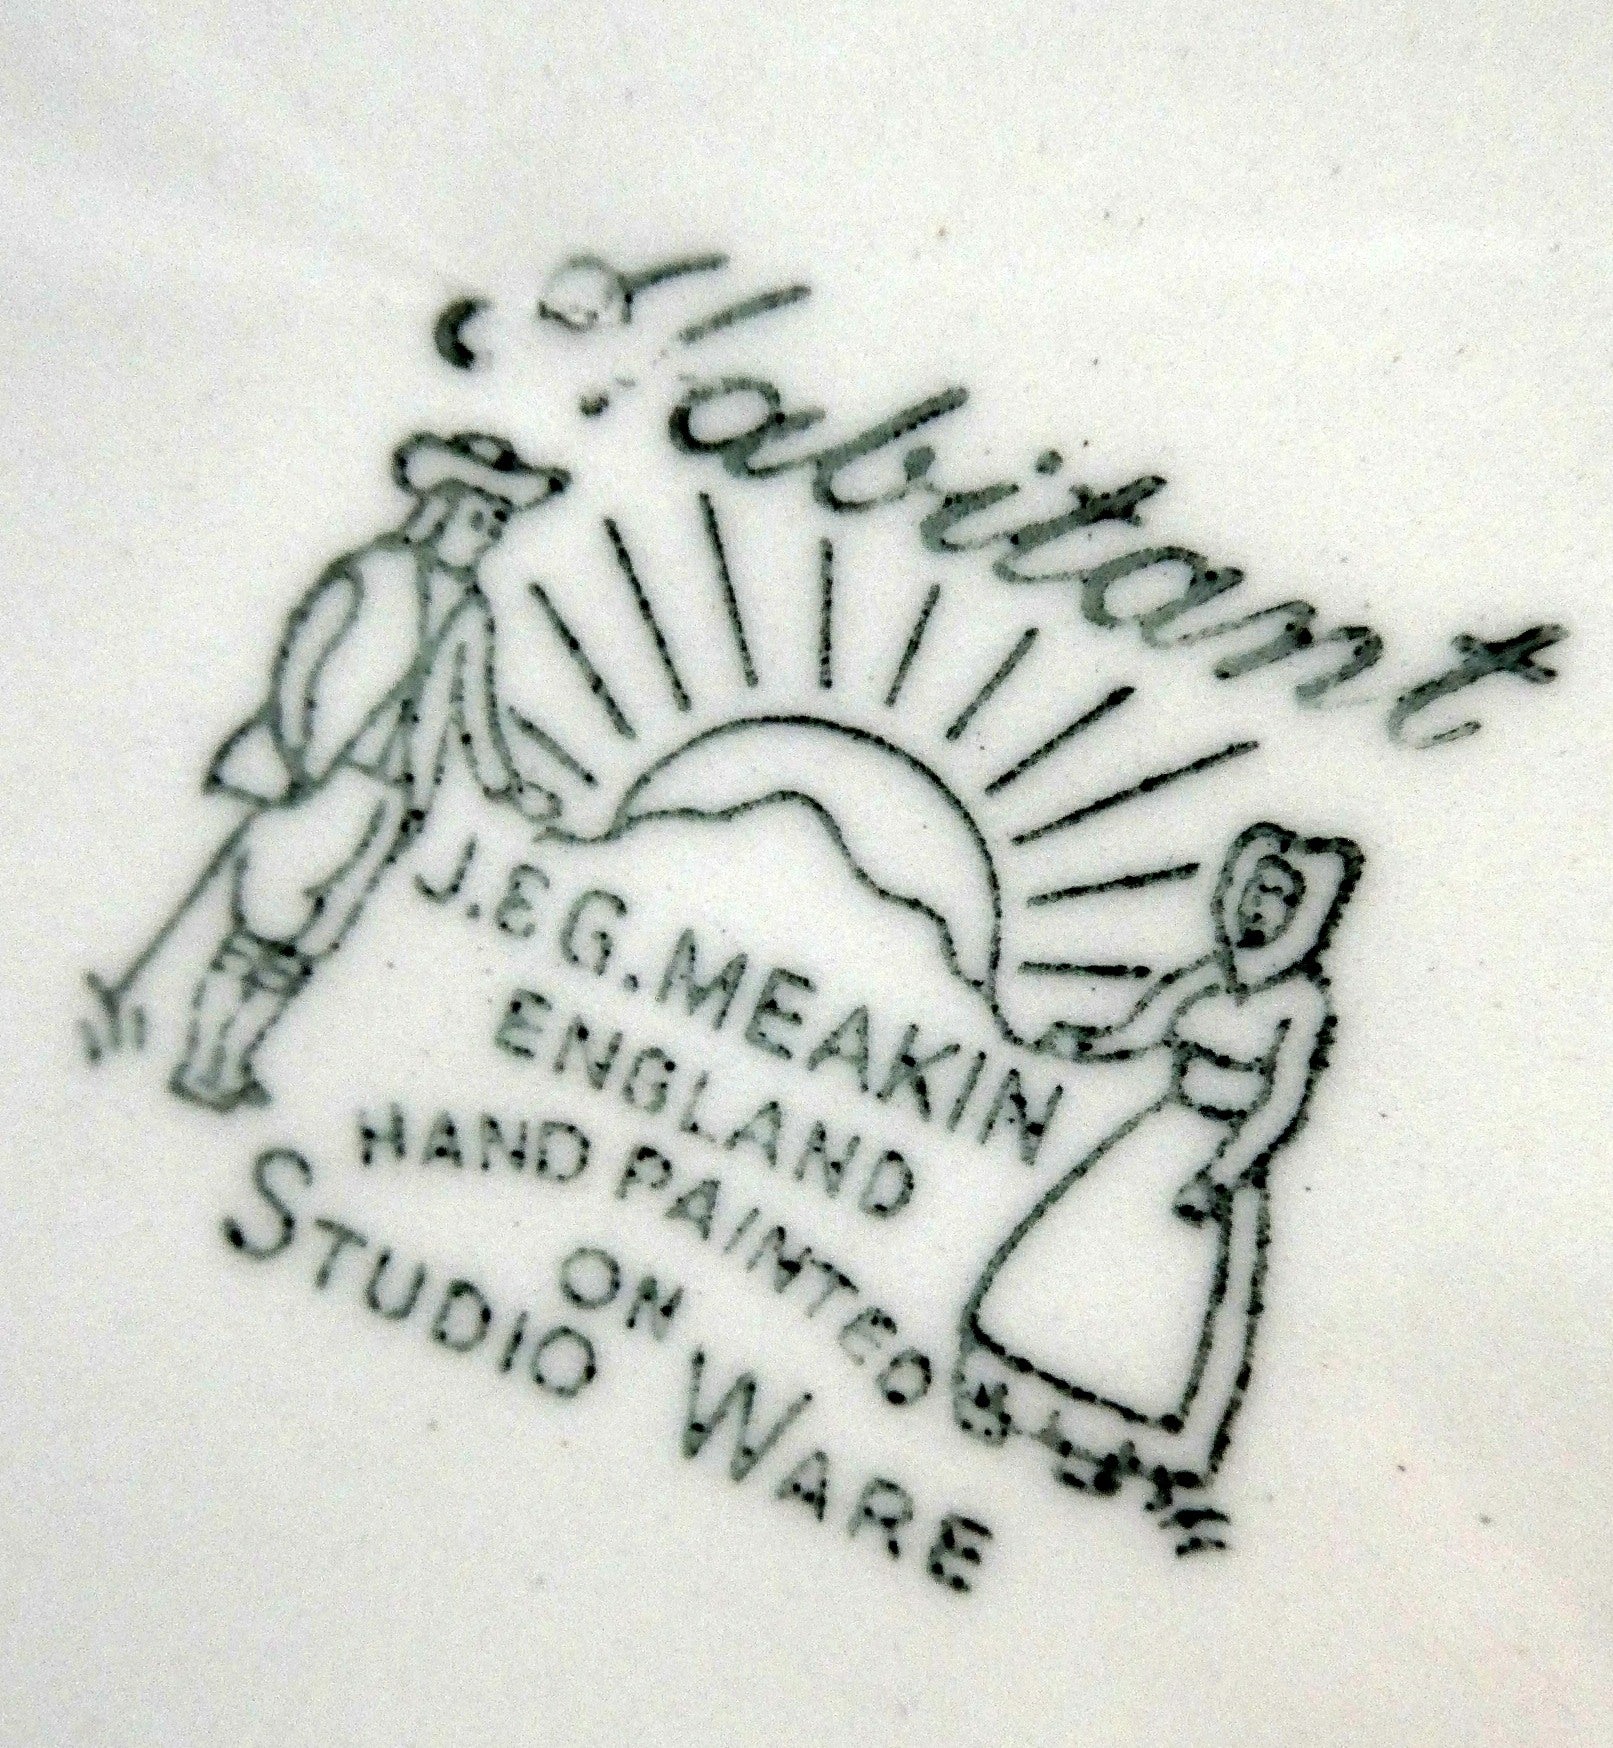 Habitant
J. & G. MEAKIN
ENGLAND
HAND PAINTED
ON
STUDIO WARE